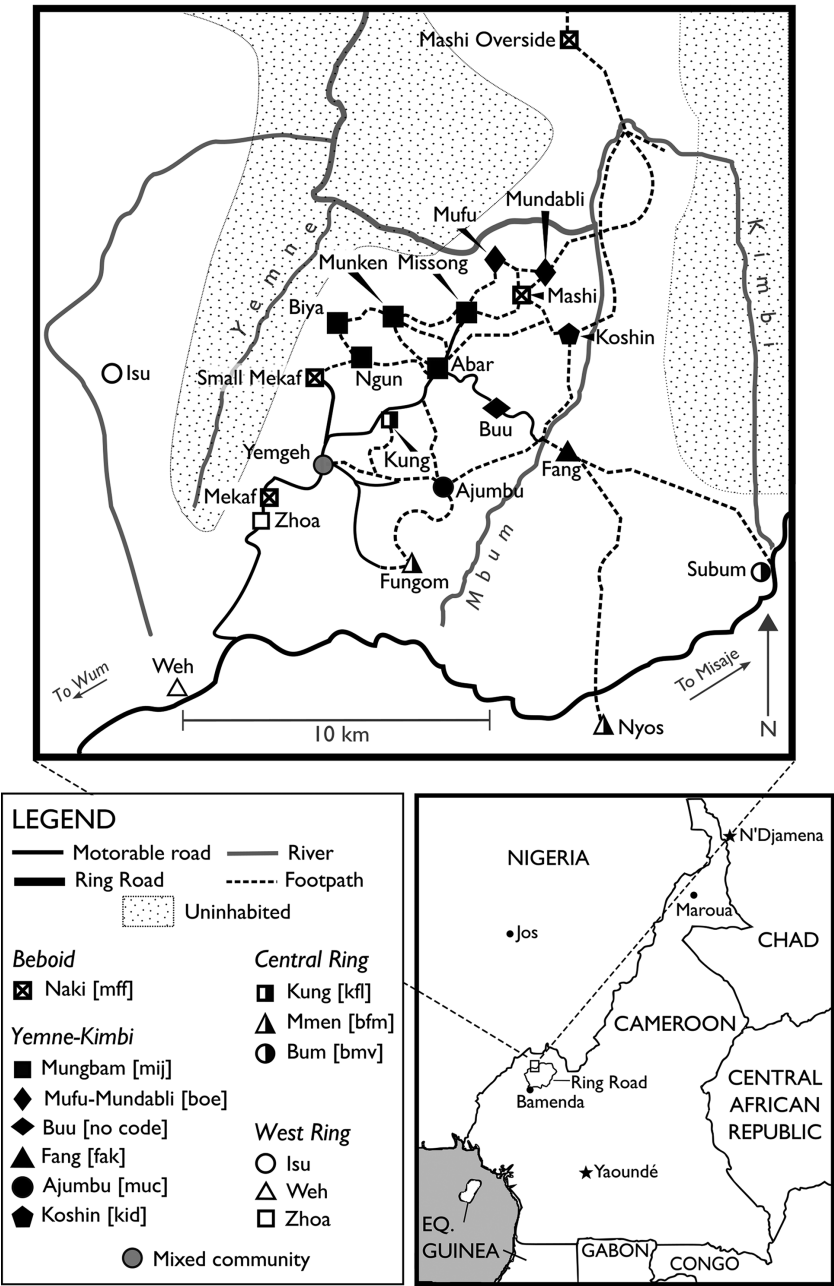 Mashi Overside
Mundabli
Mufu
Munken
Missong
Yemne
Kimbi
Biya
Mashi
Koshin
Isu
Small Mekaf
Ngun
Abar
Buu
Yemgeh
Kung
Fang
Mekaf
Ajumbu
Zhoa
Mbum
Fungom
Subum
Weh
To Wum
To Misaje
10 km
Nyos
N
LEGEND
Motorable road
River
Ring Road
Footpath
Uninhabited
Beboid
Naki [mff]
Yemne-Kimbi
Mungbam [mij]
Mufu-Mundabli [boe]
Buu [no code]
Fang [fak]
Ajumbu [muc]
Koshin [kid]
Central Ring
Kung [kfl]
Mmen [bfm]
Bum [bmv]
West Ring
Isu
Weh
Zhoa
Mixed community
N'Djamena
NIGERIA
Maroua
Jos
CHAD
CAMEROON
Ring Road
Bamenda
CENTRAL
AFRICAN
REPUBLIC
Yaoundé
EQ.
GUINEA
GABON
CONGO